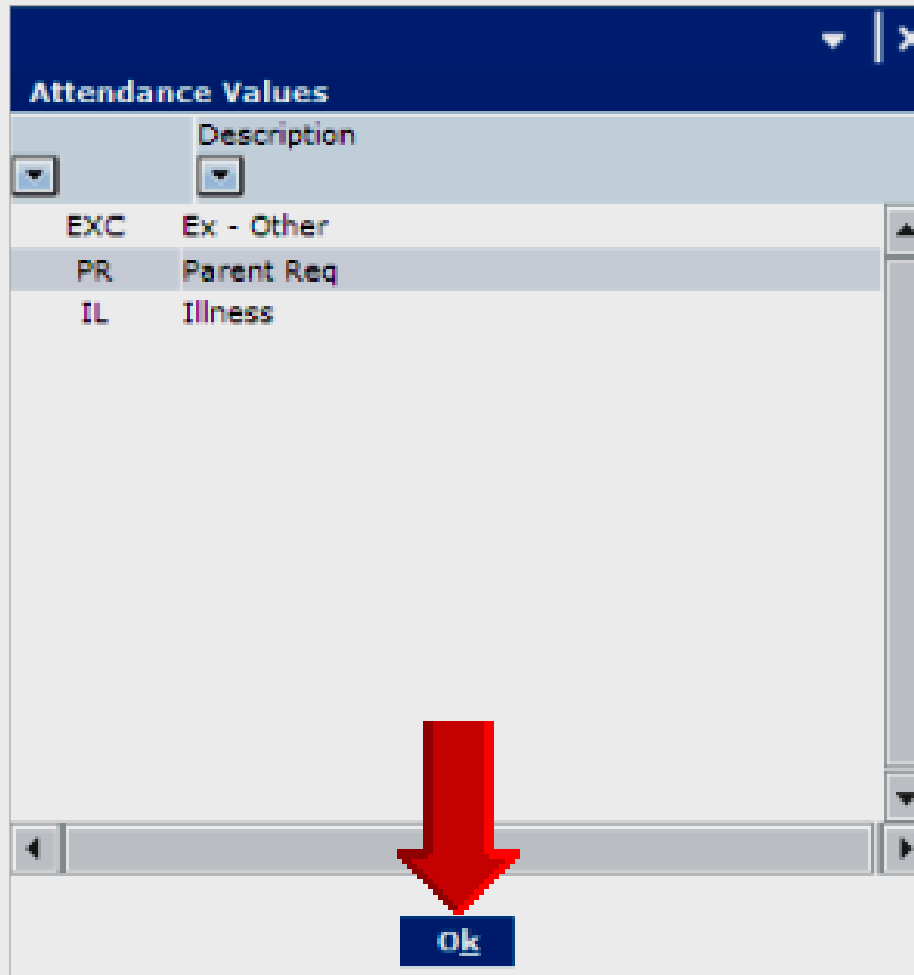 Attendance Values
Description
EXC Ex - Other
PR Parent Req
IL Illness
Ok